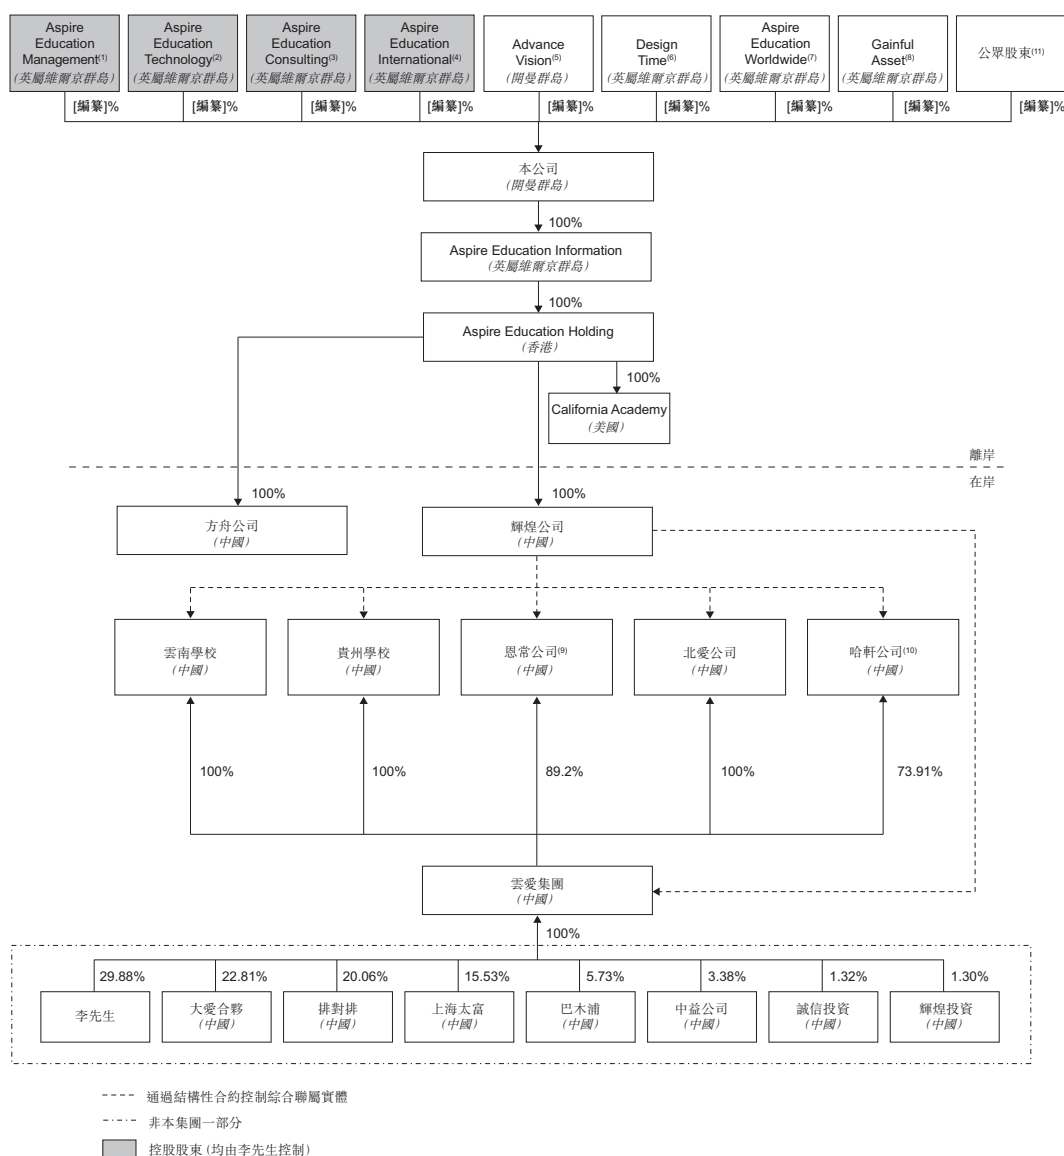 Aspire
Education
Management(1)
(英屬維爾京群島)
Aspire
Education
Technology(2)
(英屬維爾京群島)
Aspire
Education
Consulting(3)
(英屬維爾京群島)
Aspire
Education
International(4)
(英屬維爾京群島)
Advance
Vision(5)
(開曼群島)
Design
Time(6)
(英屬維爾京群島)
Aspire
Education
Worldwide(7)
(英屬維爾京群島)
Gainful
Asset(8)
(英屬維爾京群島)
公眾股東(11)
[編纂]%
[編纂]%
[編纂]%
[編纂]%
[編纂]%
[編纂]%
[編纂]%
[編纂]%
[編纂]%
本公司
(開曼群島)
100%
Aspire Education Information
(英屬維爾京群島)
100%
Aspire Education Holding
(香港)
100%
California Academy
(美國)
離岸
在岸
100%
100%
方舟公司
(中國)
輝煌公司
(中國)
雲南學校
(中國)
貴州學校
(中國)
恩常公司(9)
(中國)
北愛公司
(中國)
哈軒公司(10)
(中國)
100%
100%
89.2%
100%
73.91%
雲愛集團
(中國)
100%
29.88%
22.81%
20.06%
15.53%
5.73%
3.38%
1.32%
1.30%
李先生
大愛合夥
(中國)
排對排
(中國)
上海太富
(中國)
巴木浦
(中國)
中益公司
(中國)
誠信投資
(中國)
輝煌投資
(中國)
通過結構性合約控制綜合聯屬實體
非本集團一部分
控股股東 (均由李先生控制)